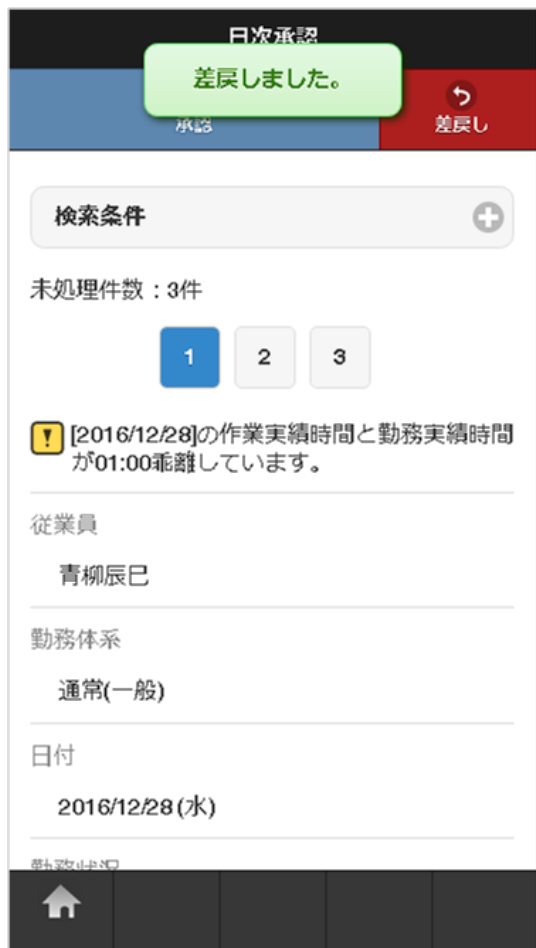 日次承認
差戻しました。
承認
差戻し
検索条件
未処理件数：3件
1 2 3
[2016/12/28]の作業実績時間と勤務実績時間
が01:00乖離しています。
従業員
青柳辰巳
勤務体系
通常(一般)
日付
2016/12/28(水)
勤務状況